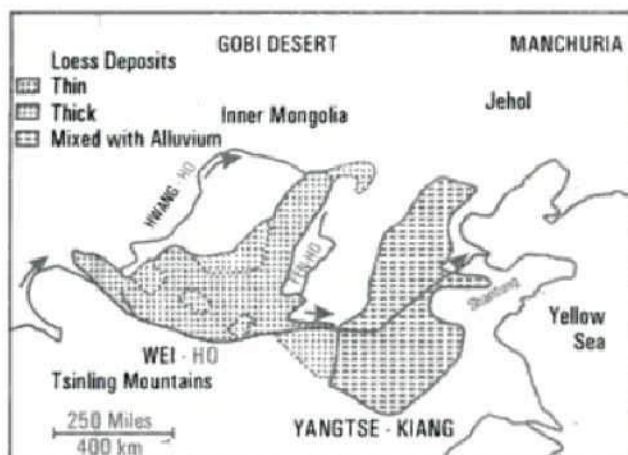 GOBI DESERT
MANCHURIA
Loess Deposits
Thin
Thick
Mixed with Alluvium
Jehol
Inner Mongolia
HWANG-HO
FEN HO
Shantung
Yellow
Sea
WEI-HO
Tsinling Mountains
250 Miles
400 km
YANGTSE-KIANG